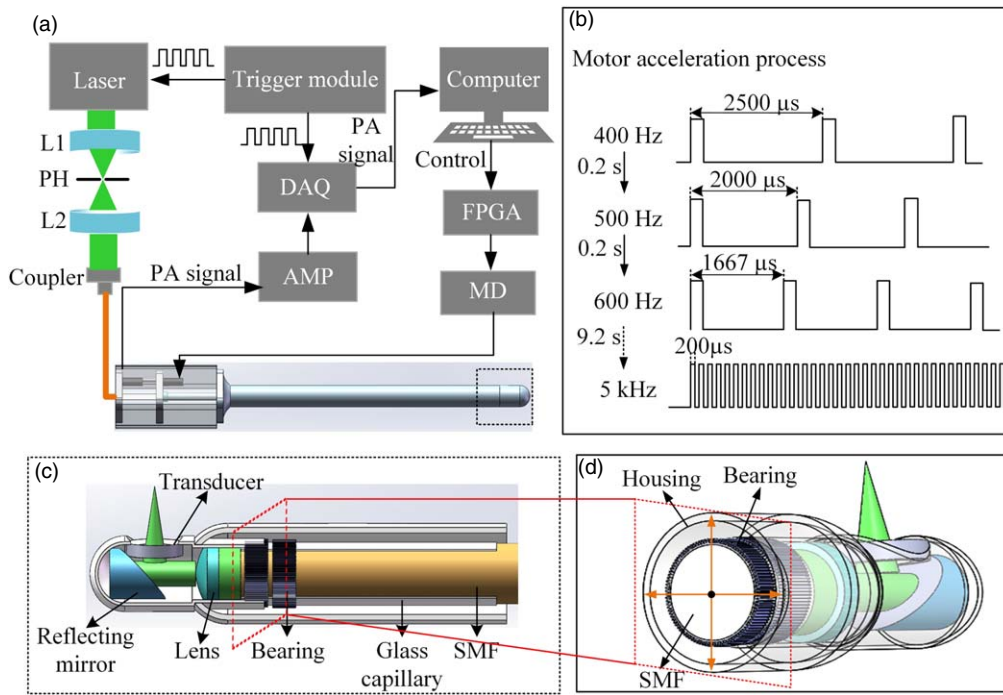 (a)
Laser
Trigger module
Computer
L1
PH
L2
Coupler
DAQ
PA
signal
Control
FPGA
PA signal
AMP
MD
(b)
Motor acceleration process
2500 μs
400 Hz
0.2 s
2000 μs
500 Hz
0.2 s
1667 μs
600 Hz
9.2 s
200μs
5 kHz
(c)
Transducer
Reflecting
mirror
Lens
Bearing
Glass
capillary
SMF
(d)
Housing
Bearing
SMF